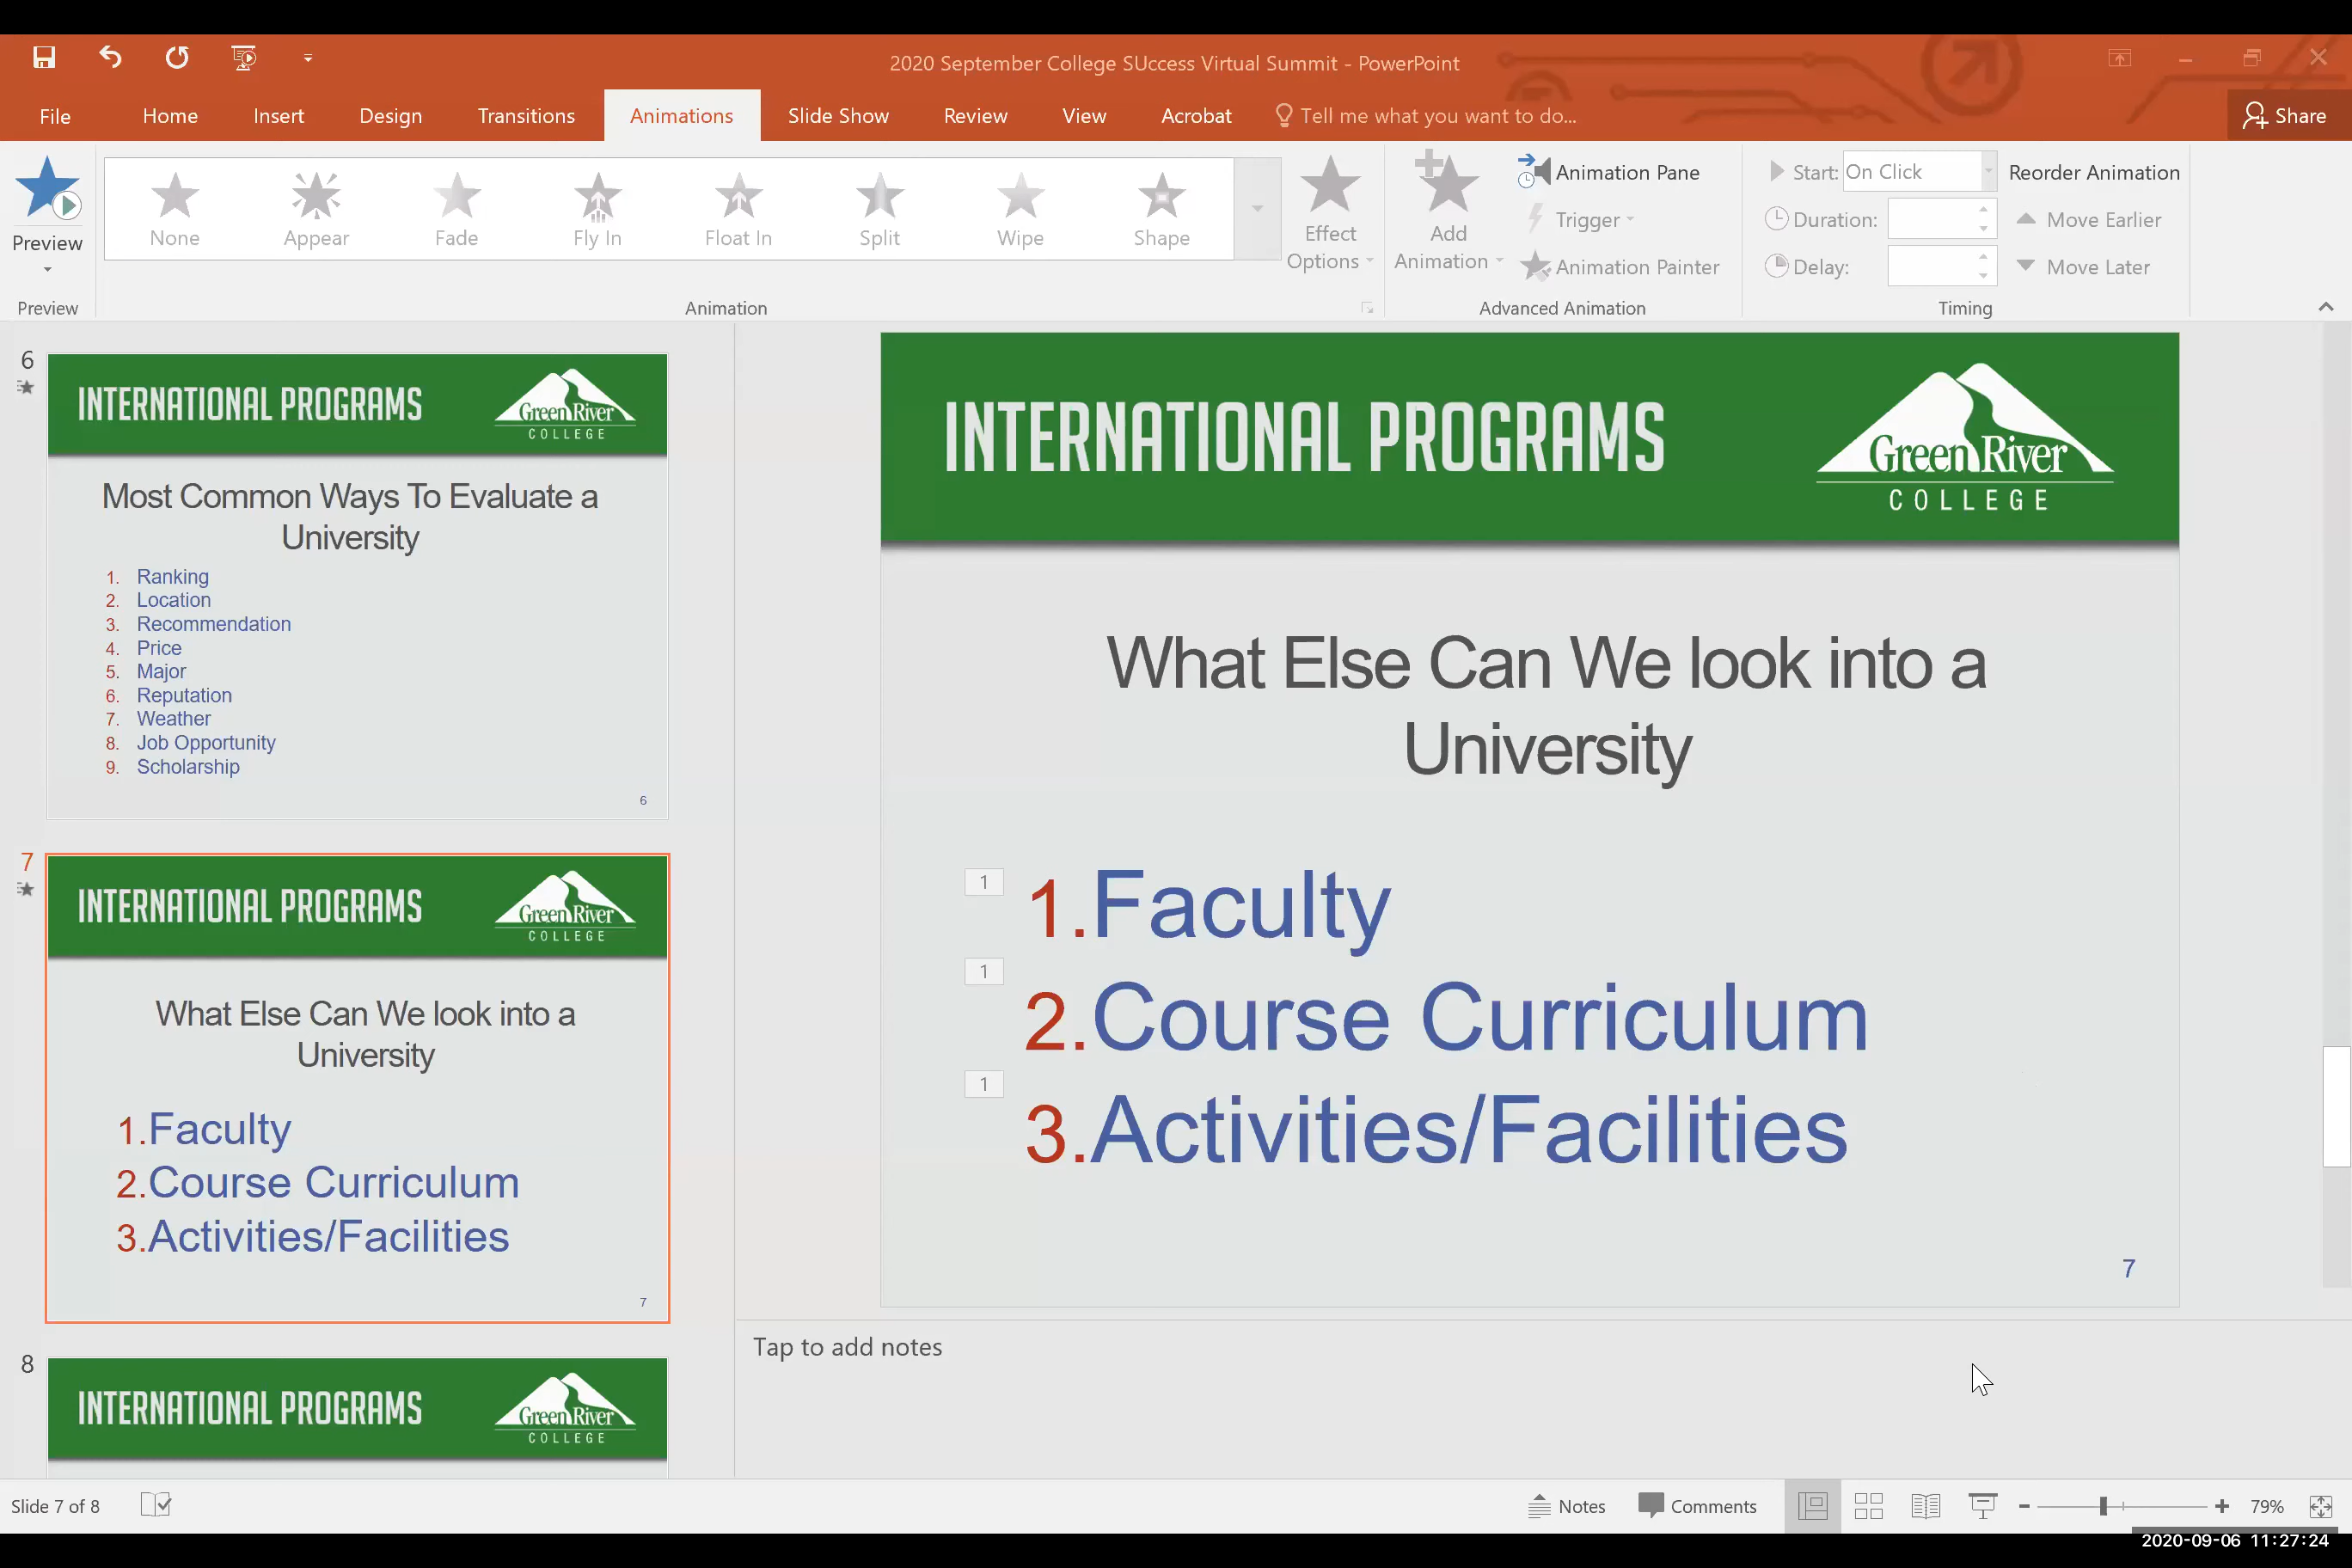 2020 September College SUccess Virtual Summit - PowerPoint
File Home Insert Design Transitions Animations Slide Show Review View Acrobat Tell me what you want to do... Share
Preview
None Appear Fade Fly In Float In Split Wipe Shape
Effect Options
Add Animation
Animation Pane
Trigger
Animation Painter
Start: On Click
Duration:
Delay:
Reorder Animation
Move Earlier
Move Later
Preview Animation Advanced Animation Timing
6
INTERNATIONAL PROGRAMS
Green River
COLLEGE
Most Common Ways To Evaluate a
University
1. Ranking
2. Location
3. Recommendation
4. Price
5. Major
6. Reputation
7. Weather
8. Job Opportunity
9. Scholarship
6
7
INTERNATIONAL PROGRAMS
Green River
COLLEGE
What Else Can We look into a
University
1.Faculty
2.Course Curriculum
3.Activities/Facilities
7
8
INTERNATIONAL PROGRAMS
Green River
COLLEGE
INTERNATIONAL PROGRAMS
Green River
COLLEGE
What Else Can We look into a
University
1 1.Faculty
1 2.Course Curriculum
1 3.Activities/Facilities
7
Tap to add notes
Slide 7 of 8 Notes Comments 79%
2020-09-06 11:27:24